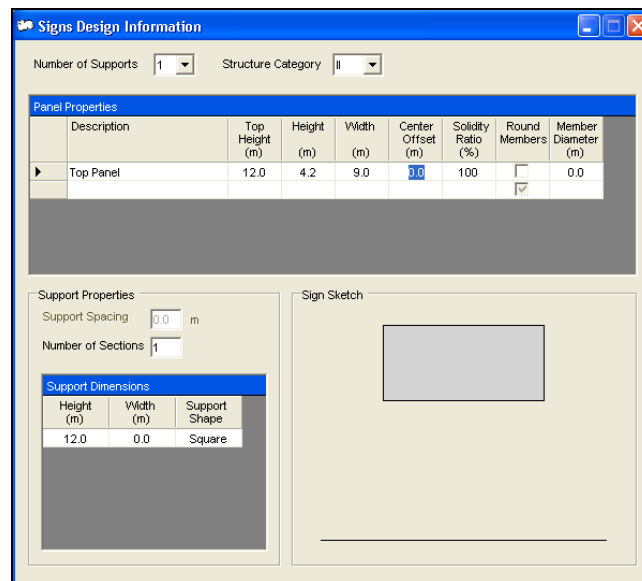 Signs Design Information
Number of Supports 1 Structure Category II
Panel Properties
Description Top Height (m) Height (m) Width (m) Center Offset (m) Solidity Ratio (%) Round Members Member Diameter (m)
Top Panel 12.0 4.2 9.0 0.0 100 0.0
Support Properties
Support Spacing 0.0 m
Number of Sections 1
Support Dimensions
Height (m) Width (m) Support Shape
12.0 0.0 Square
Sign Sketch